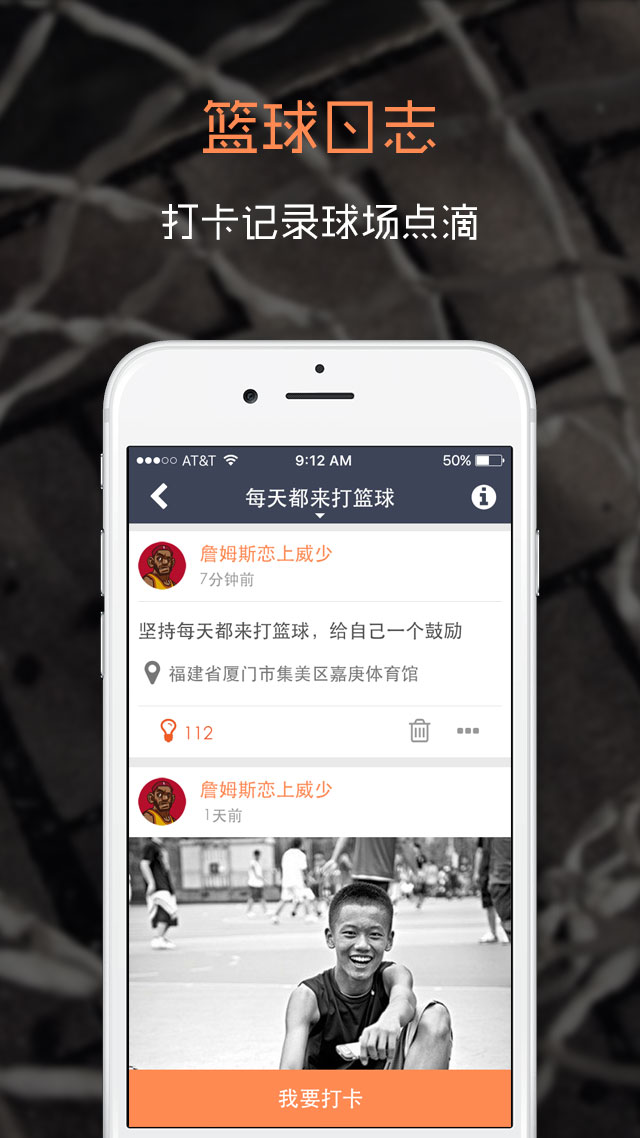 篮球日志
打卡记录球场点滴
AT&T 9:12 AM 50%
每天都来打篮球
詹姆斯恋上威少
7分钟前
坚持每天都来打篮球，给自己一个鼓励
福建省厦门市集美区嘉庚体育馆
112
詹姆斯恋上威少
1天前
我要打卡